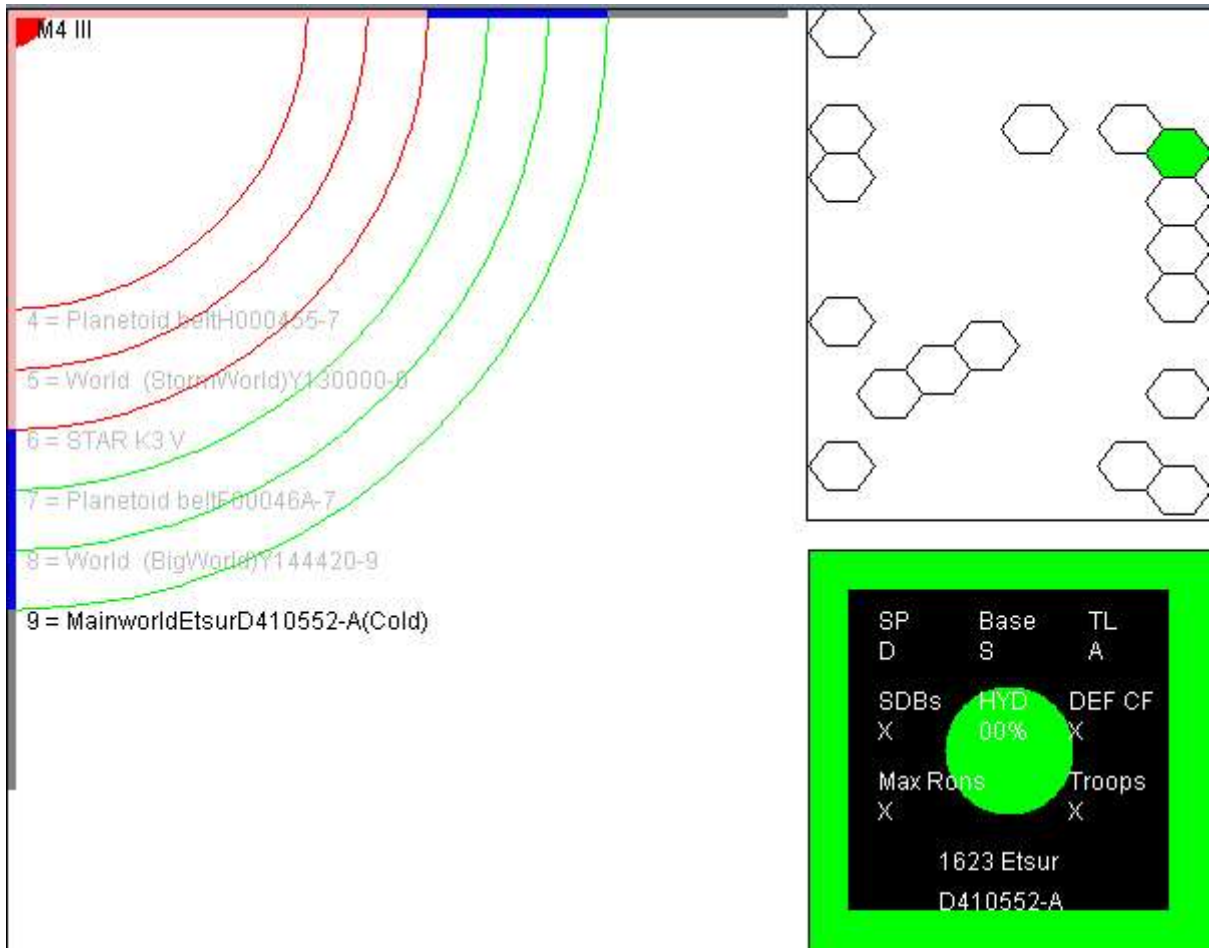 M4 III
4 = Planetoid beltH000455-7
5 = World (StormWorld)Y130000-0
6 = STAR K3 V
7 = Planetoid beltF00046A-7
8 = World (BigWorld)Y144420-9
9 = MainworldEtsurD410552-A(Cold)
SP Base TL
D S A
SDBs HYD DEF CF
X 00% X
Max Rons Troops
X X
1623 Etsur
D410552-A